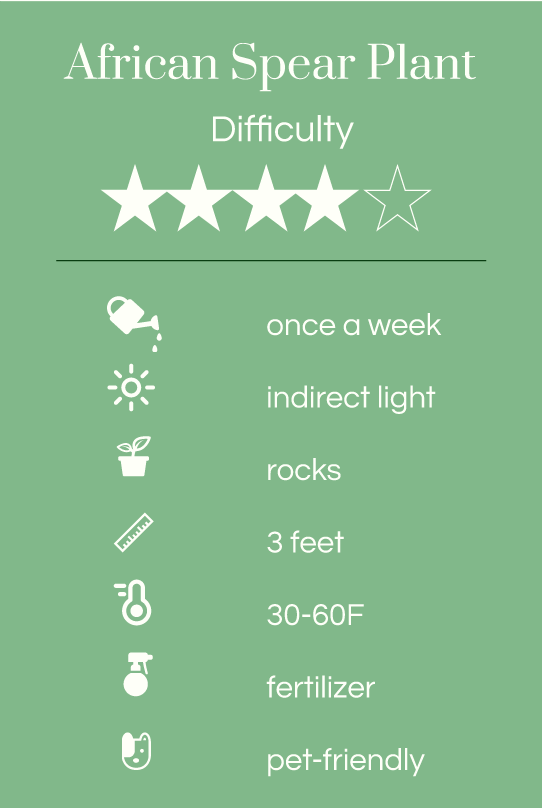 African Spear Plant
Difficulty
once a week
indirect light
rocks
3 feet
30-60F
fertilizer
pet-friendly